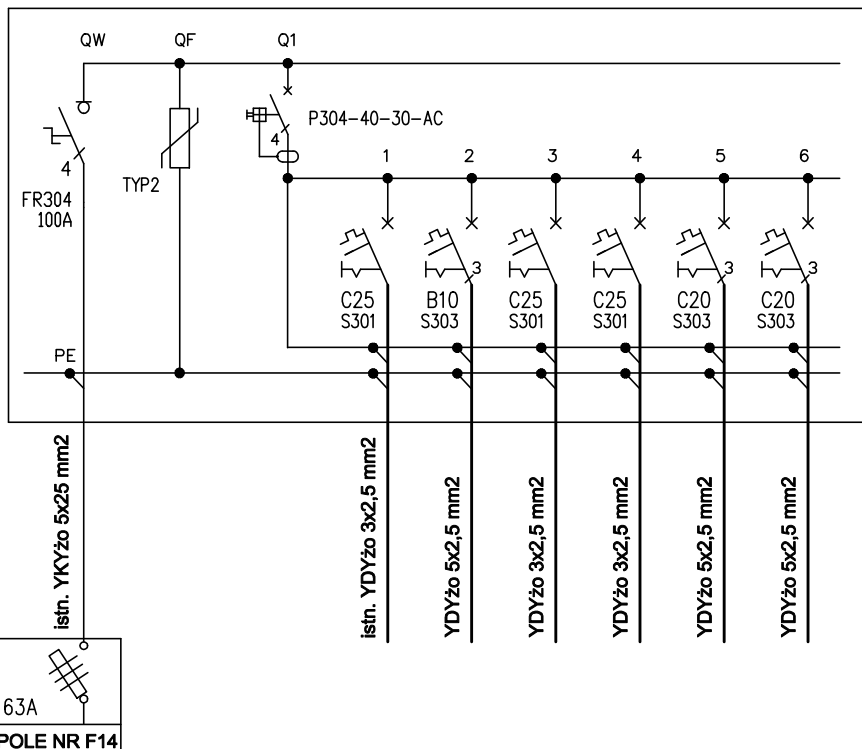 QW
QF
Q1
P304-40-30-AC
4
4
TYP2
FR304
100A
1
2
3
4
5
6
3
3
3
C25
S301
B10
S303
C25
S301
C25
S301
C20
S303
C20
S303
PE
istn. YKYżo 5x25 mm2
istn. YDYżo 3x2,5 mm2
YDYżo 5x2,5 mm2
YDYżo 3x2,5 mm2
YDYżo 3x2,5 mm2
YDYżo 5x2,5 mm2
YDYżo 5x2,5 mm2
63A
POLE NR F14